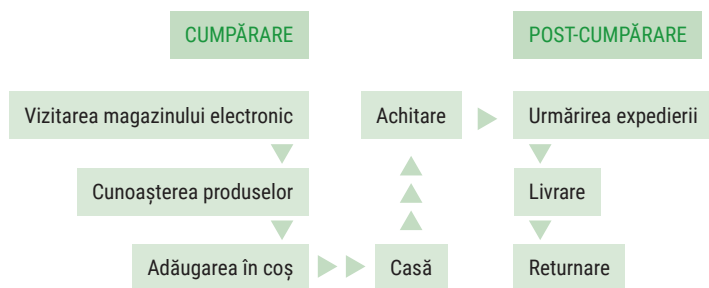 CUMPĂRARE
POST-CUMPĂRARE
Vizitarea magazinului electronic
Achitare
Urmărirea expedierii
Cunoașterea produselor
Livrare
Adăugarea în coș
Casă
Returnare